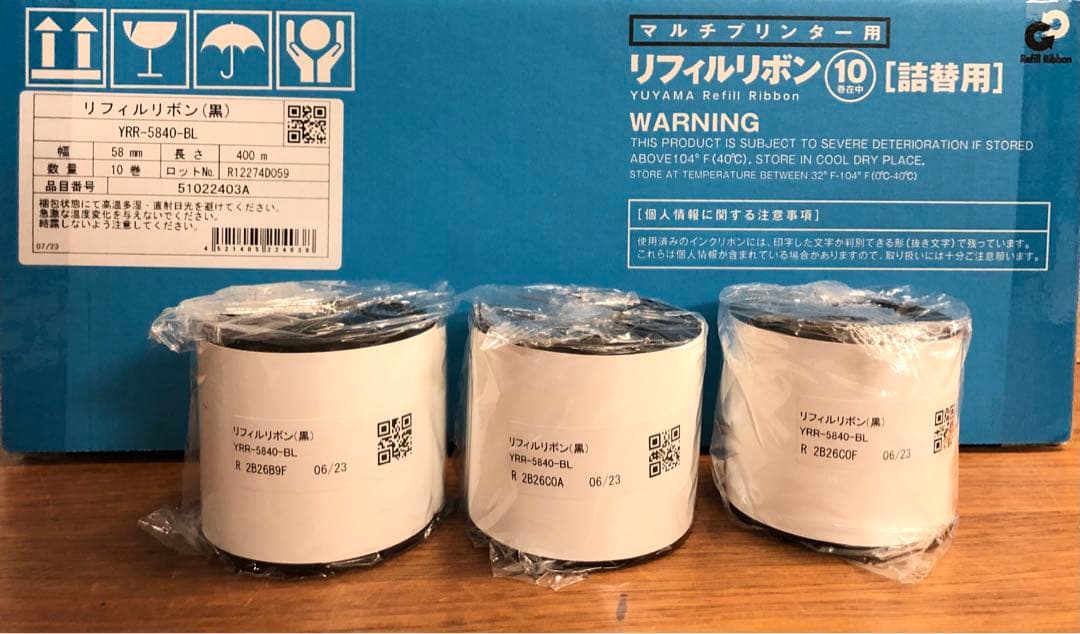 リフィルリボン(黒)
YRR-5840-BL
幅 58 mm 長さ 400 m
数量 10 巻 ロットNo. R12274D059
品目番号 51022403A
梱包状態にて高温多湿・直射日光を避けてください。
急激な温度変化を与えないでください。
結露しないよう注意してください。
07/23
4 521405 224038
マルチプリンター用
リフィルリボン 10巻在中 [詰替用]
YUYAMA Refill Ribbon
Refill Ribbon
WARNING
THIS PRODUCT IS SUBJECT TO SEVERE DETERIORATION IF STORED
ABOVE 104° F (40℃). STORE IN COOL DRY PLACE.
STORE AT TEMPERATURE BETWEEN 32° F-104° F (0℃-40℃)
[個人情報に関する注意事項]
使用済みのインクリボンには、印字した文字が判別できる形(抜き文字)で残っています。
これらは個人情報が含まれている場合がありますので、取り扱いには十分ご注意願います。
リフィルリボン(黒)
YRR-5840-BL
R 2B26B9F 06/23
リフィルリボン(黒)
YRR-5840-BL
R 2B26C0A 06/23
リフィルリボン(黒)
YRR-5840-BL
R 2B26C0F 06/23